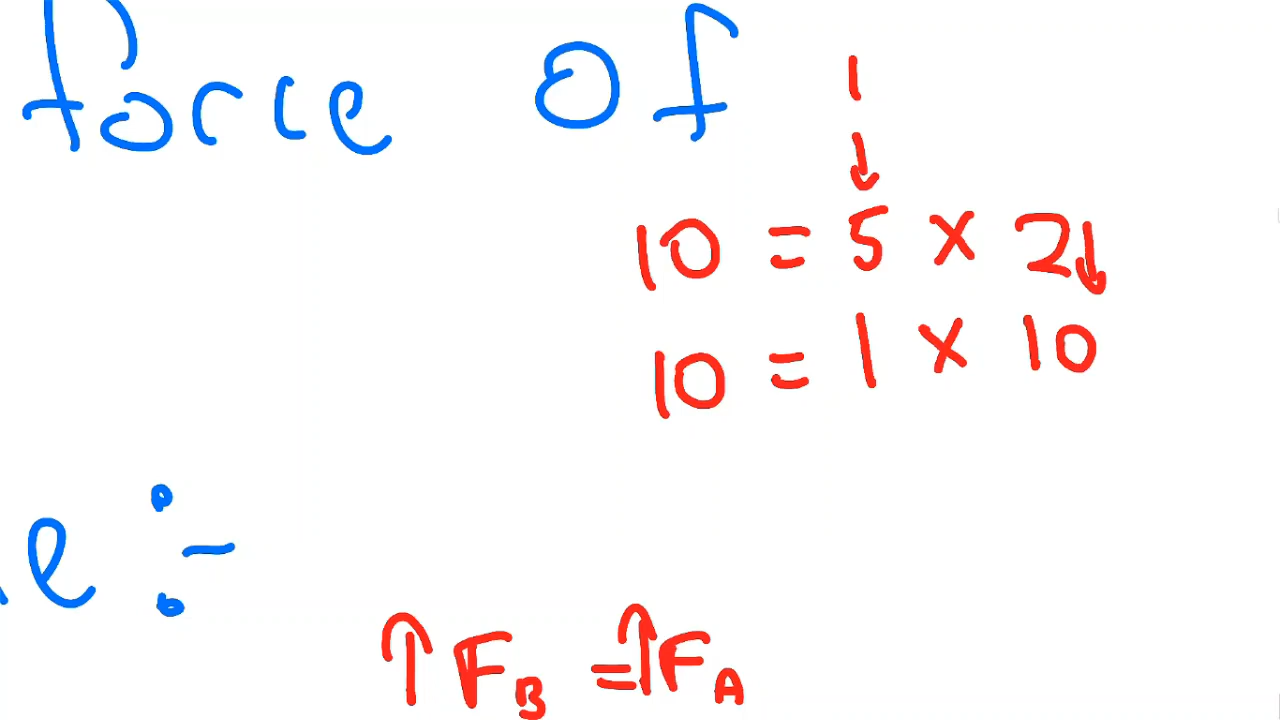 force of
1
↓
10 = 5 × 2↓
10 = 1 × 10
e :-
↑ F_B = ↑F_A